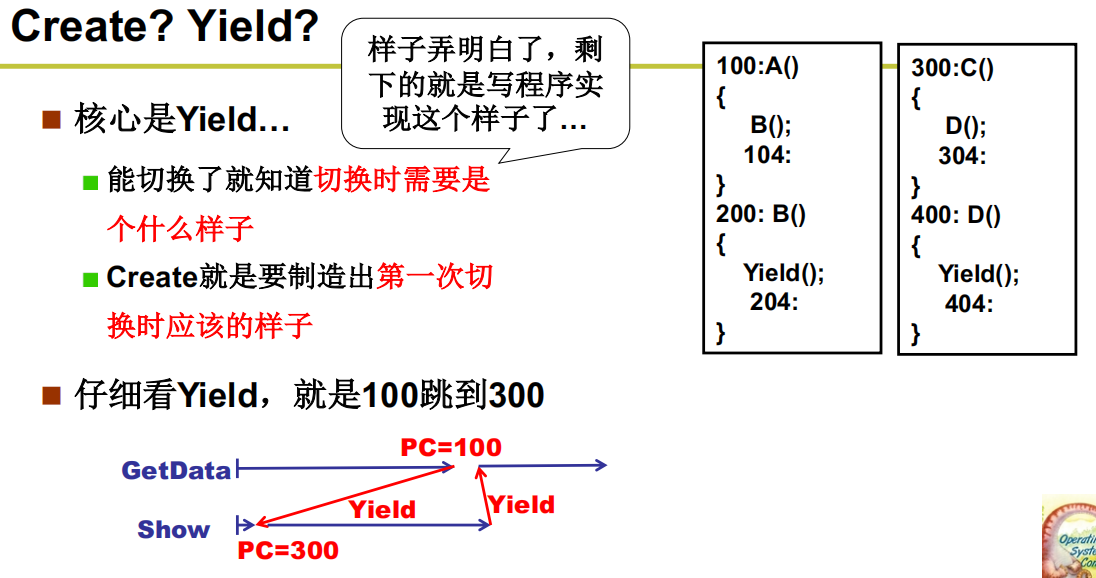 Create? Yield?
样子弄明白了，剩
下的就是写程序实
现这个样子了…
核心是Yield…
能切换了就知道切换时需要是
个什么样子
Create就是要制造出第一次切
换时应该的样子
仔细看Yield，就是100跳到300
100:A()
{
B();
104:
}
200: B()
{
Yield();
204:
}
300:C()
{
D();
304:
}
400: D()
{
Yield();
404:
}
PC=100
GetData
Yield
Yield
Show
PC=300